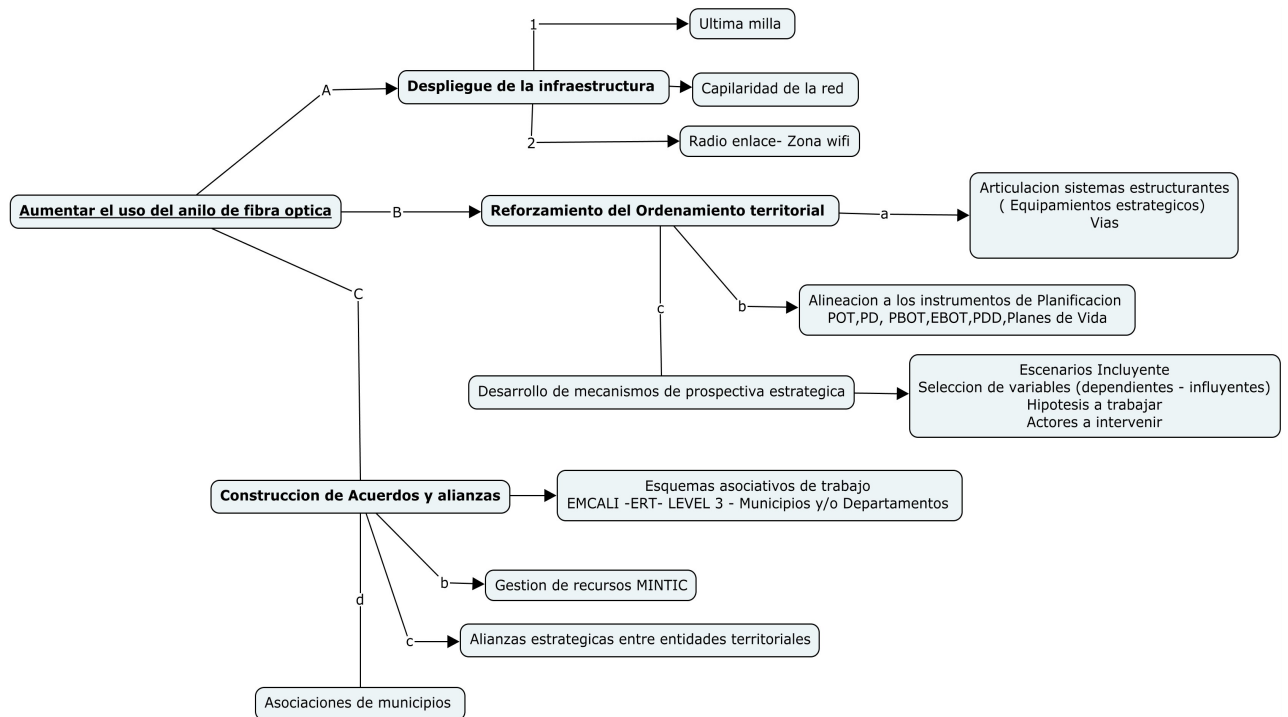 1
Ultima milla
A
Despliegue de la infraestructura
Capilaridad de la red
2
Radio enlace- Zona wifi
Aumentar el uso del anilo de fibra optica
B
Reforzamiento del Ordenamiento territorial
a
Articulacion sistemas estructurantes
( Equipamientos estrategicos)
Vias
C
c
b
Alineacion a los instrumentos de Planificacion
POT,PD, PBOT,EBOT,PDD,Planes de Vida
Desarrollo de mecanismos de prospectiva estrategica
Escenarios Incluyente
Seleccion de variables (dependientes - influyentes)
Hipotesis a trabajar
Actores a intervenir
Construccion de Acuerdos y alianzas
Esquemas asociativos de trabajo
EMCALI -ERT- LEVEL 3 - Municipios y/o Departamentos
b
Gestion de recursos MINTIC
d
c
Alianzas estrategicas entre entidades territoriales
Asociaciones de municipios